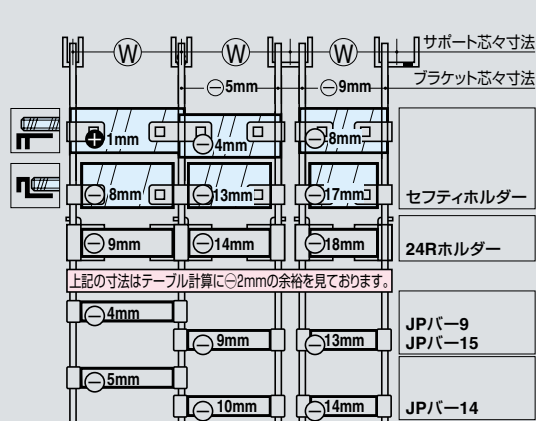 W W W サポート芯々寸法
⊖5mm ⊖9mm ブラケット芯々寸法
⊕1mm ⊖4mm ⊖8mm
⊖8mm ⊖13mm ⊖17mm セフティホルダー
⊖9mm ⊖14mm ⊖18mm 24Rホルダー
上記の寸法はテーブル計算に⊖2mmの余裕を見ております。
⊖4mm
⊖9mm ⊖13mm JPバー9
JPバー15
⊖5mm
⊖10mm ⊖14mm JPバー14